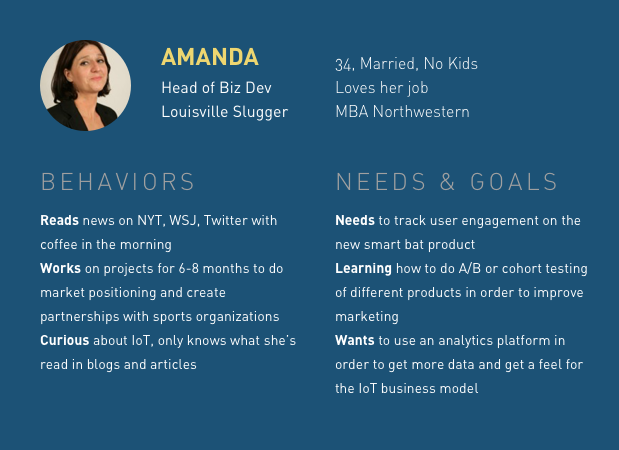 AMANDA
Head of Biz Dev
Louisville Slugger
34, Married, No Kids
Loves her job
MBA Northwestern
BEHAVIORS
Reads news on NYT, WSJ, Twitter with
coffee in the morning
Works on projects for 6-8 months to do
market positioning and create
partnerships with sports organizations
Curious about IoT, only knows what she's
read in blogs and articles
NEEDS & GOALS
Needs to track user engagement on the
new smart bat product
Learning how to do A/B or cohort testing
of different products in order to improve
marketing
Wants to use an analytics platform in
order to get more data and get a feel for
the IoT business model